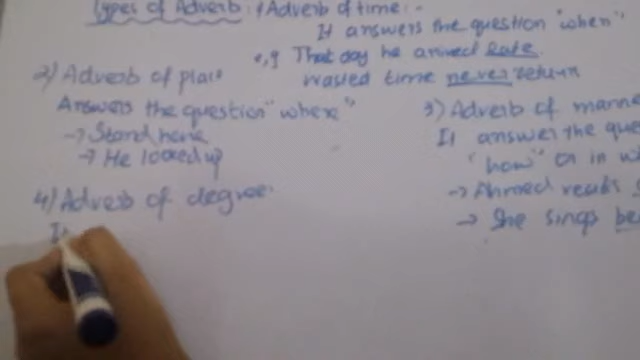 Types of Adverb: 1/ Adverb of time:-
It answers the question "when"
e,g That day he arrived Late.
wasted time never return
2) Adverb of place
Answers the question "where"
→ Stand here
→ He looked up
3) Adverb of manne
It answer the que
"how" or in w
→ Ahmed reads
→ She sings be
4) Adverb of degree:
It